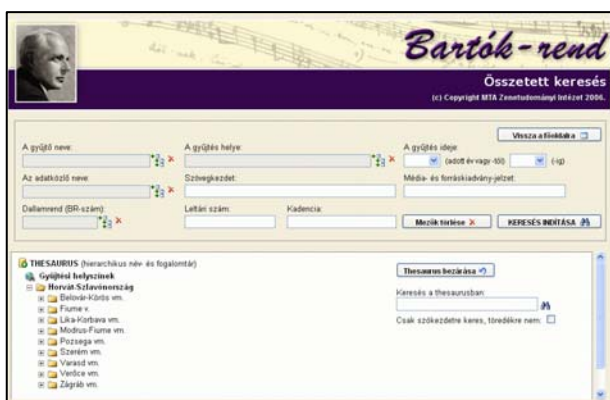 Bartók-rend
Összetett keresés
(c) Copyright MTA Zenetudományi Intézet 2006.
Vissza a főoldalra
A gyűjtő neve:
A gyűjtés helye:
A gyűjtés ideje:
(adott év vagy -tól)
(-ig)
Az adatközlő neve:
Szövegkezdet:
Média- és forráskiadvány-jelzet:
Dallamrend (BR-szám):
Leltári szám:
Kadencia:
Mezők törlése
KERESÉS INDÍTÁSA
THESAURUS (hierarchikus név- és fogalomtár)
Thesaurus bezárása
Gyűjtési helyszínek
Horvát-Szlavónország
Keresés a thesaurusban:
Belovár-Körös vm.
Fiume v.
Lika-Korbava vm.
Csak szókezdetre keres, töredékre nem:
Modrus-Fiume vm.
Pozsega vm.
Szerém vm.
Varasd vm.
Verőce vm.
Zágráb vm.